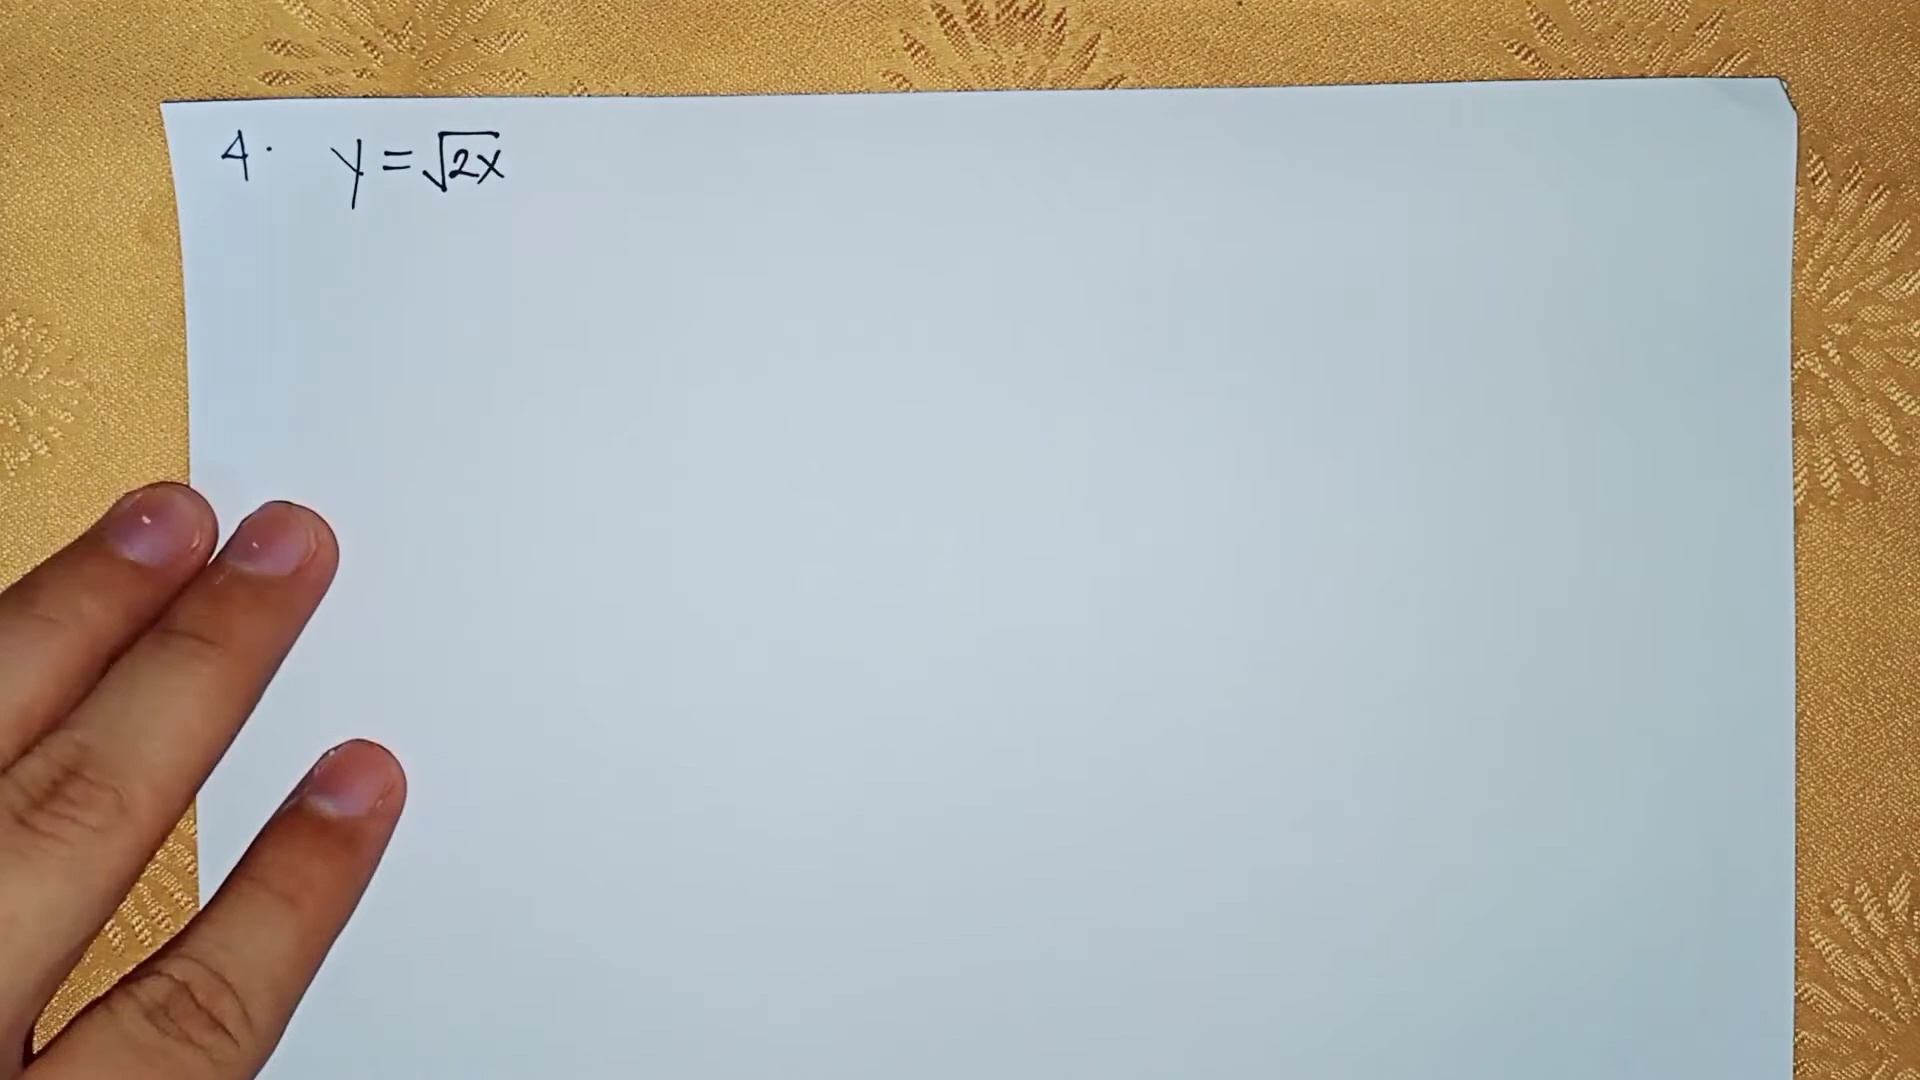 4. y = √2x